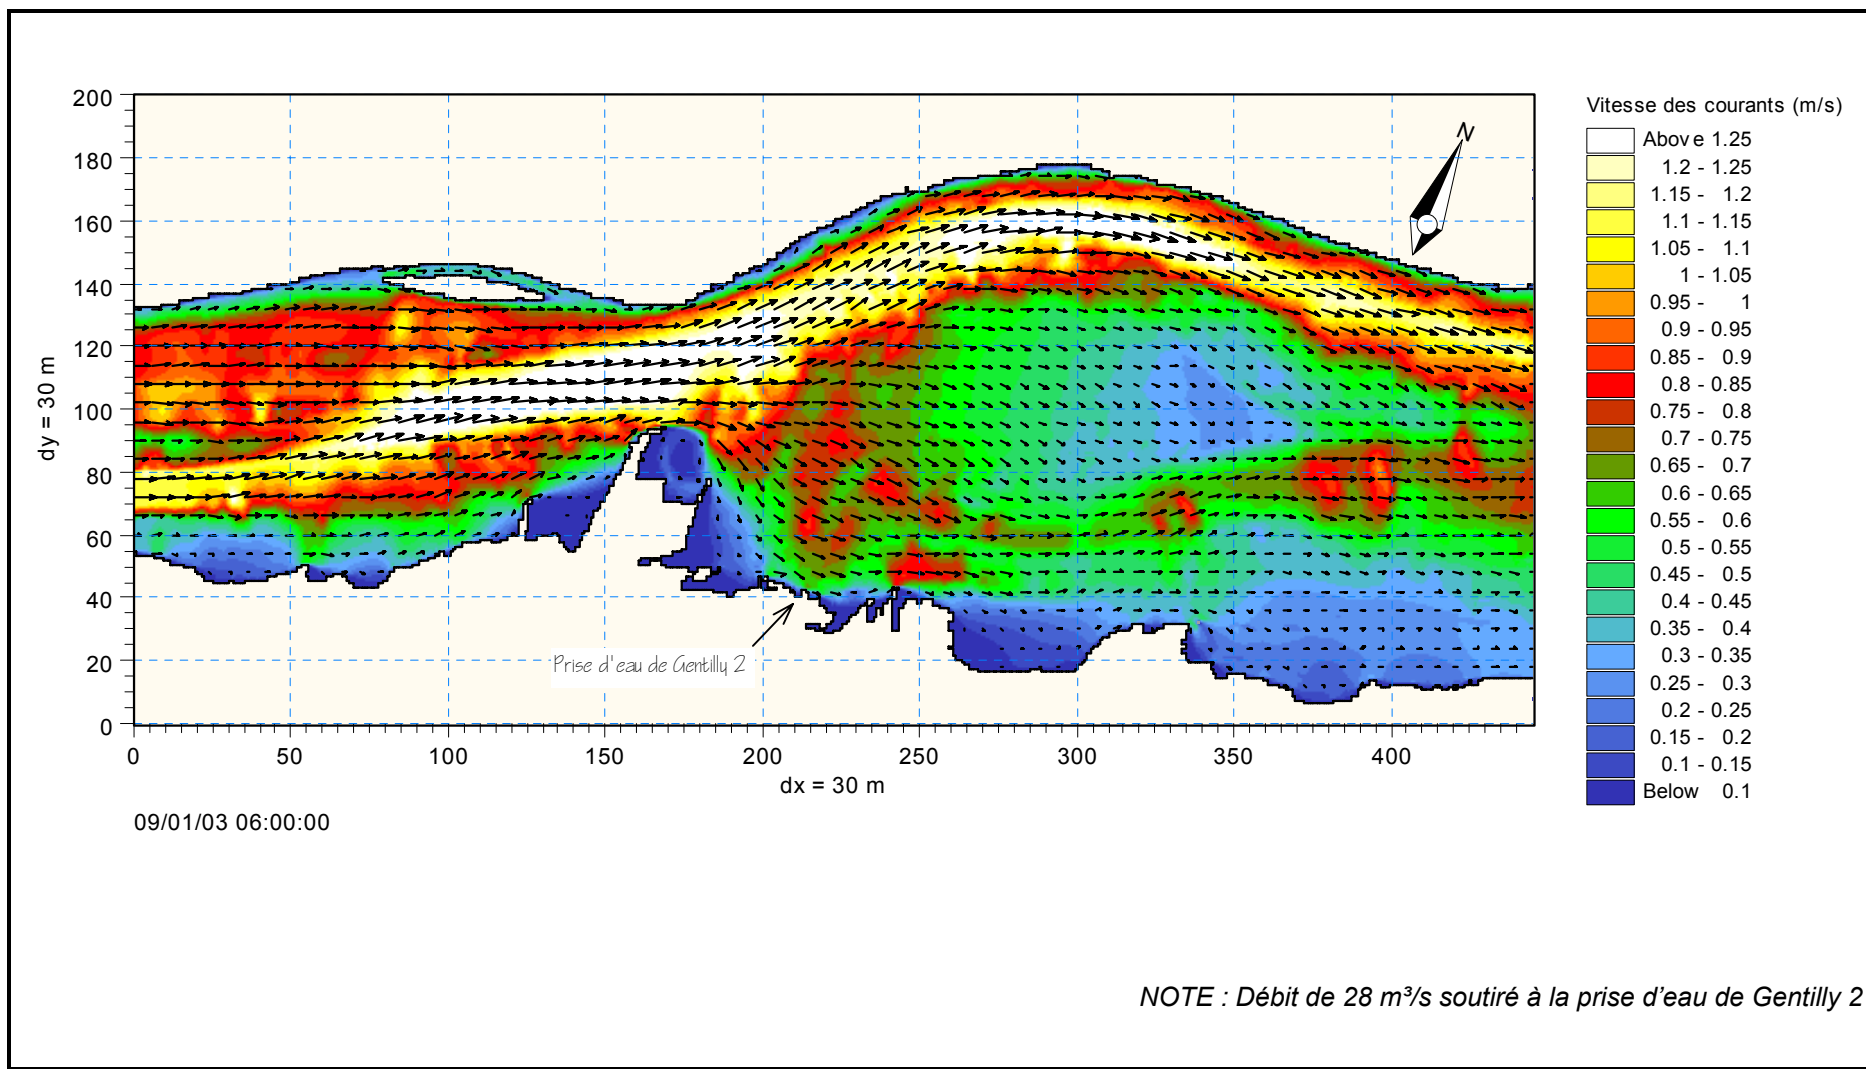 200
180
160
140
120
100
80
60
40
20
0
dy = 30 m
0 50 100 150 200 250 300 350 400
dx = 30 m
09/01/03 06:00:00
Prise d'eau de Gentilly 2
N
Vitesse des courants (m/s)
Above 1.25
1.2 - 1.25
1.15 - 1.2
1.1 - 1.15
1.05 - 1.1
1 - 1.05
0.95 - 1
0.9 - 0.95
0.85 - 0.9
0.8 - 0.85
0.75 - 0.8
0.7 - 0.75
0.65 - 0.7
0.6 - 0.65
0.55 - 0.6
0.5 - 0.55
0.45 - 0.5
0.4 - 0.45
0.35 - 0.4
0.3 - 0.35
0.25 - 0.3
0.2 - 0.25
0.15 - 0.2
0.1 - 0.15
Below 0.1
NOTE : Débit de 28 m³/s soutiré à la prise d'eau de Gentilly 2